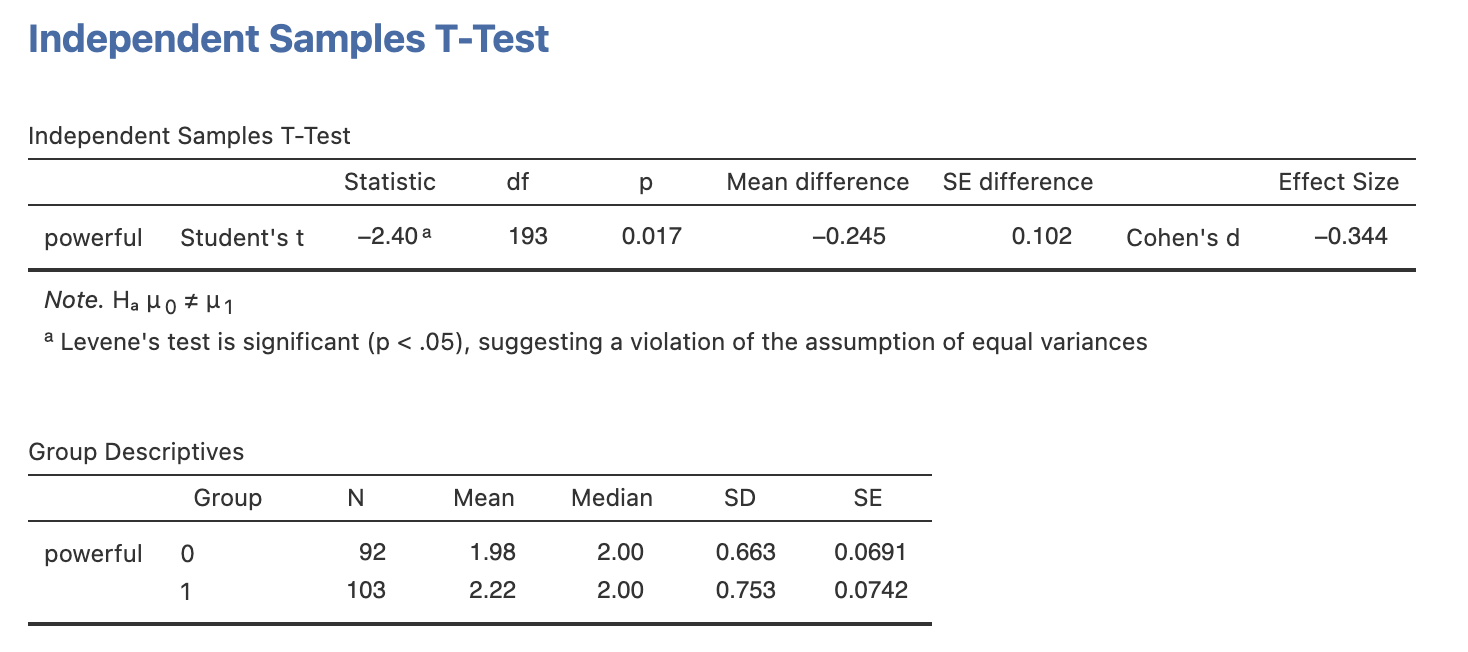 Independent Samples T-Test
Independent Samples T-Test
Statistic df p Mean difference SE difference Effect Size
powerful Student's t −2.40 ᵃ 193 0.017 −0.245 0.102 Cohen's d −0.344
Note. Hₐ μ₀ ≠ μ₁
ᵃ Levene's test is significant (p < .05), suggesting a violation of the assumption of equal variances
Group Descriptives
Group N Mean Median SD SE
powerful 0 92 1.98 2.00 0.663 0.0691
1 103 2.22 2.00 0.753 0.0742